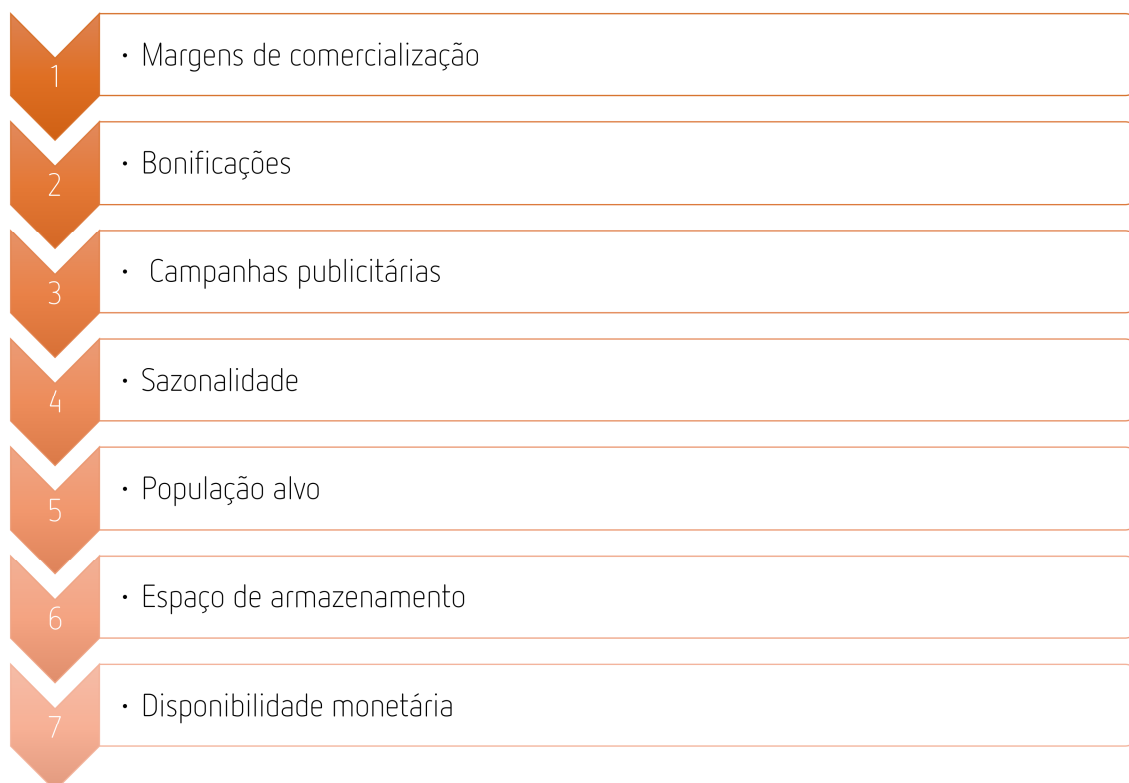 1
• Margens de comercialização
2
• Bonificações
3
• Campanhas publicitárias
4
• Sazonalidade
5
• População alvo
6
• Espaço de armazenamento
7
• Disponibilidade monetária